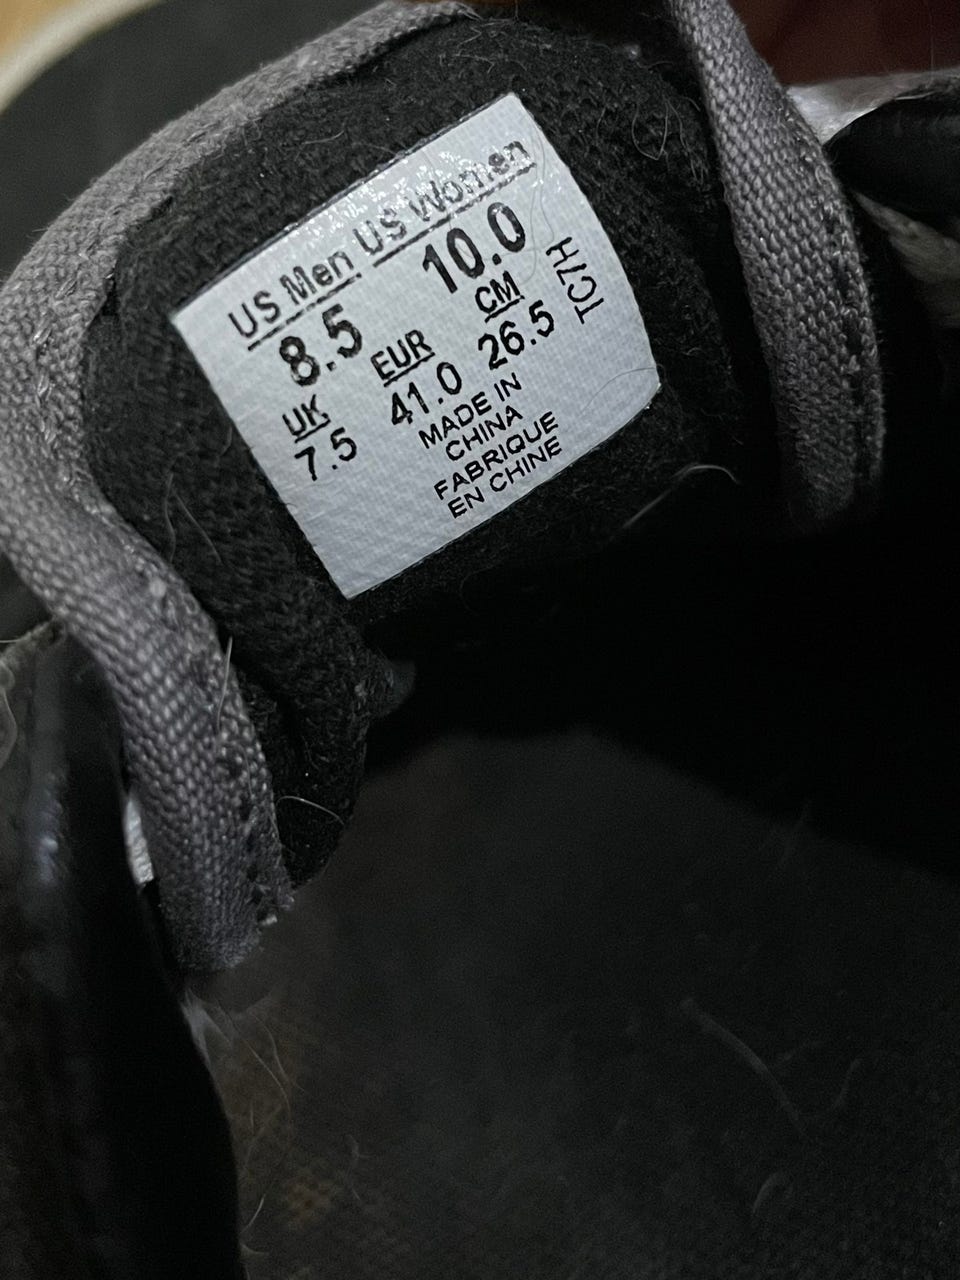 US Men US Women
8.5 10.0
UK EUR CM
7.5 41.0 26.5
MADE IN
CHINA
FABRIQUE
EN CHINE
TC7H